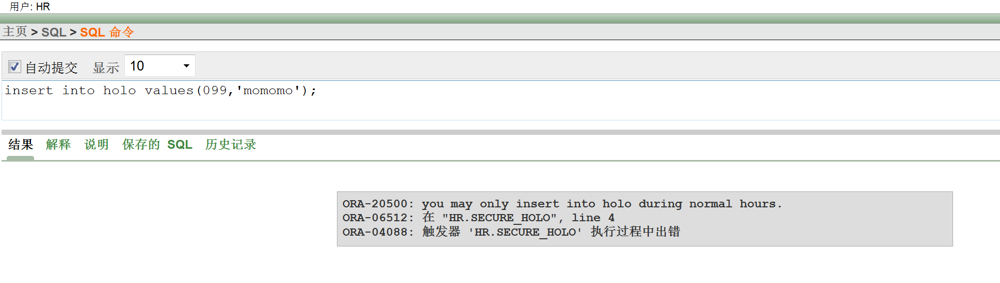 用户: HR
主页 > SQL > SQL 命令
自动提交 显示 10
insert into holo values(099,'momomo');
结果 解释 说明 保存的 SQL 历史记录
ORA-20500: you may only insert into holo during normal hours.
ORA-06512: 在 "HR.SECURE_HOLO", line 4
ORA-04088: 触发器 'HR.SECURE_HOLO' 执行过程中出错